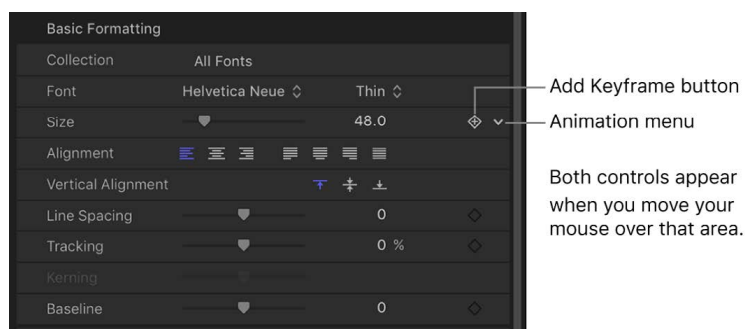 Basic Formatting
Collection All Fonts
Font Helvetica Neue Thin
Size 48.0
Alignment
Vertical Alignment
Line Spacing 0
Tracking 0 %
Kerning
Baseline 0
Add Keyframe button
Animation menu
Both controls appear
when you move your
mouse over that area.